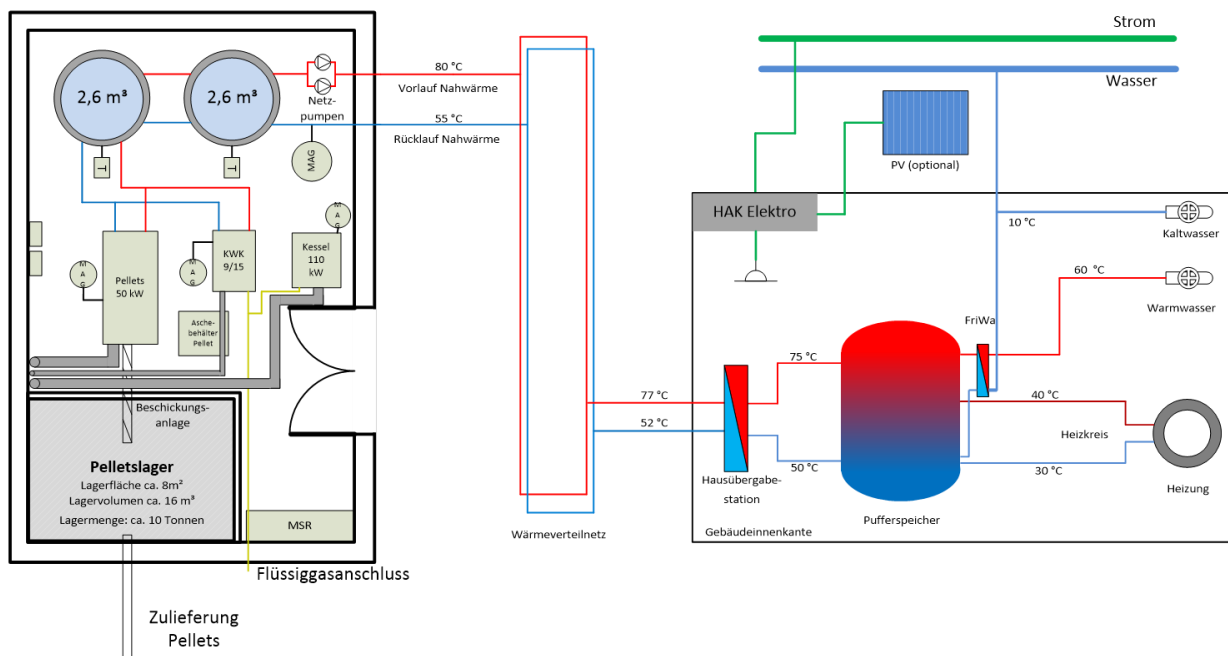 2,6 m³
2,6 m³
Netz-
pumpen
80 °C
Vorlauf Nahwärme
55 °C
Rücklauf Nahwärme
MAG
T
T
MAG
Pellets
50 kW
MAG
KWK
9/15
MAG
Kessel
110
kW
Asche-
behälter
Pellet
Beschickungs-
anlage
Pelletslager
Lagerfläche ca. 8m²
Lagervolumen ca. 16 m³
Lagermenge: ca. 10 Tonnen
MSR
Flüssiggasanschluss
Zulieferung
Pellets
Wärmeverteilnetz
Strom
Wasser
PV (optional)
HAK Elektro
10 °C
Kaltwasser
60 °C
Warmwasser
FriWa
75 °C
77 °C
52 °C
50 °C
40 °C
Heizkreis
30 °C
Heizung
Hausübergabe-
station
Pufferspeicher
Gebäudeinnenkante